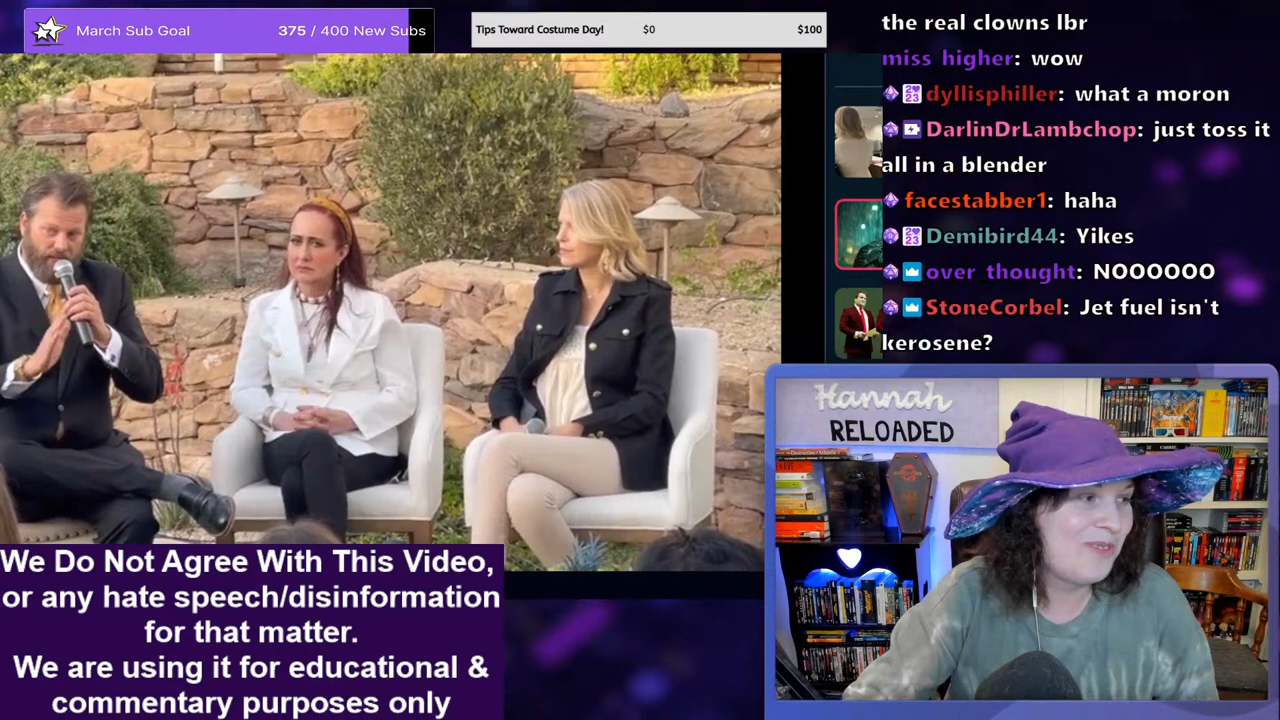 March Sub Goal 375 / 400 New Subs
Tips Toward Costume Day! $0 $100
the real clowns lbr
miss higher: wow
dyllisphiller: what a moron
DarlinDrLambchop: just toss it
all in a blender
facestabber1: haha
Demibird44: Yikes
over thought: NOOOOOO
StoneCorbel: Jet fuel isn't
kerosene?
Hannah
RELOADED
We Do Not Agree With This Video,
or any hate speech/disinformation
for that matter.
We are using it for educational &
commentary purposes only